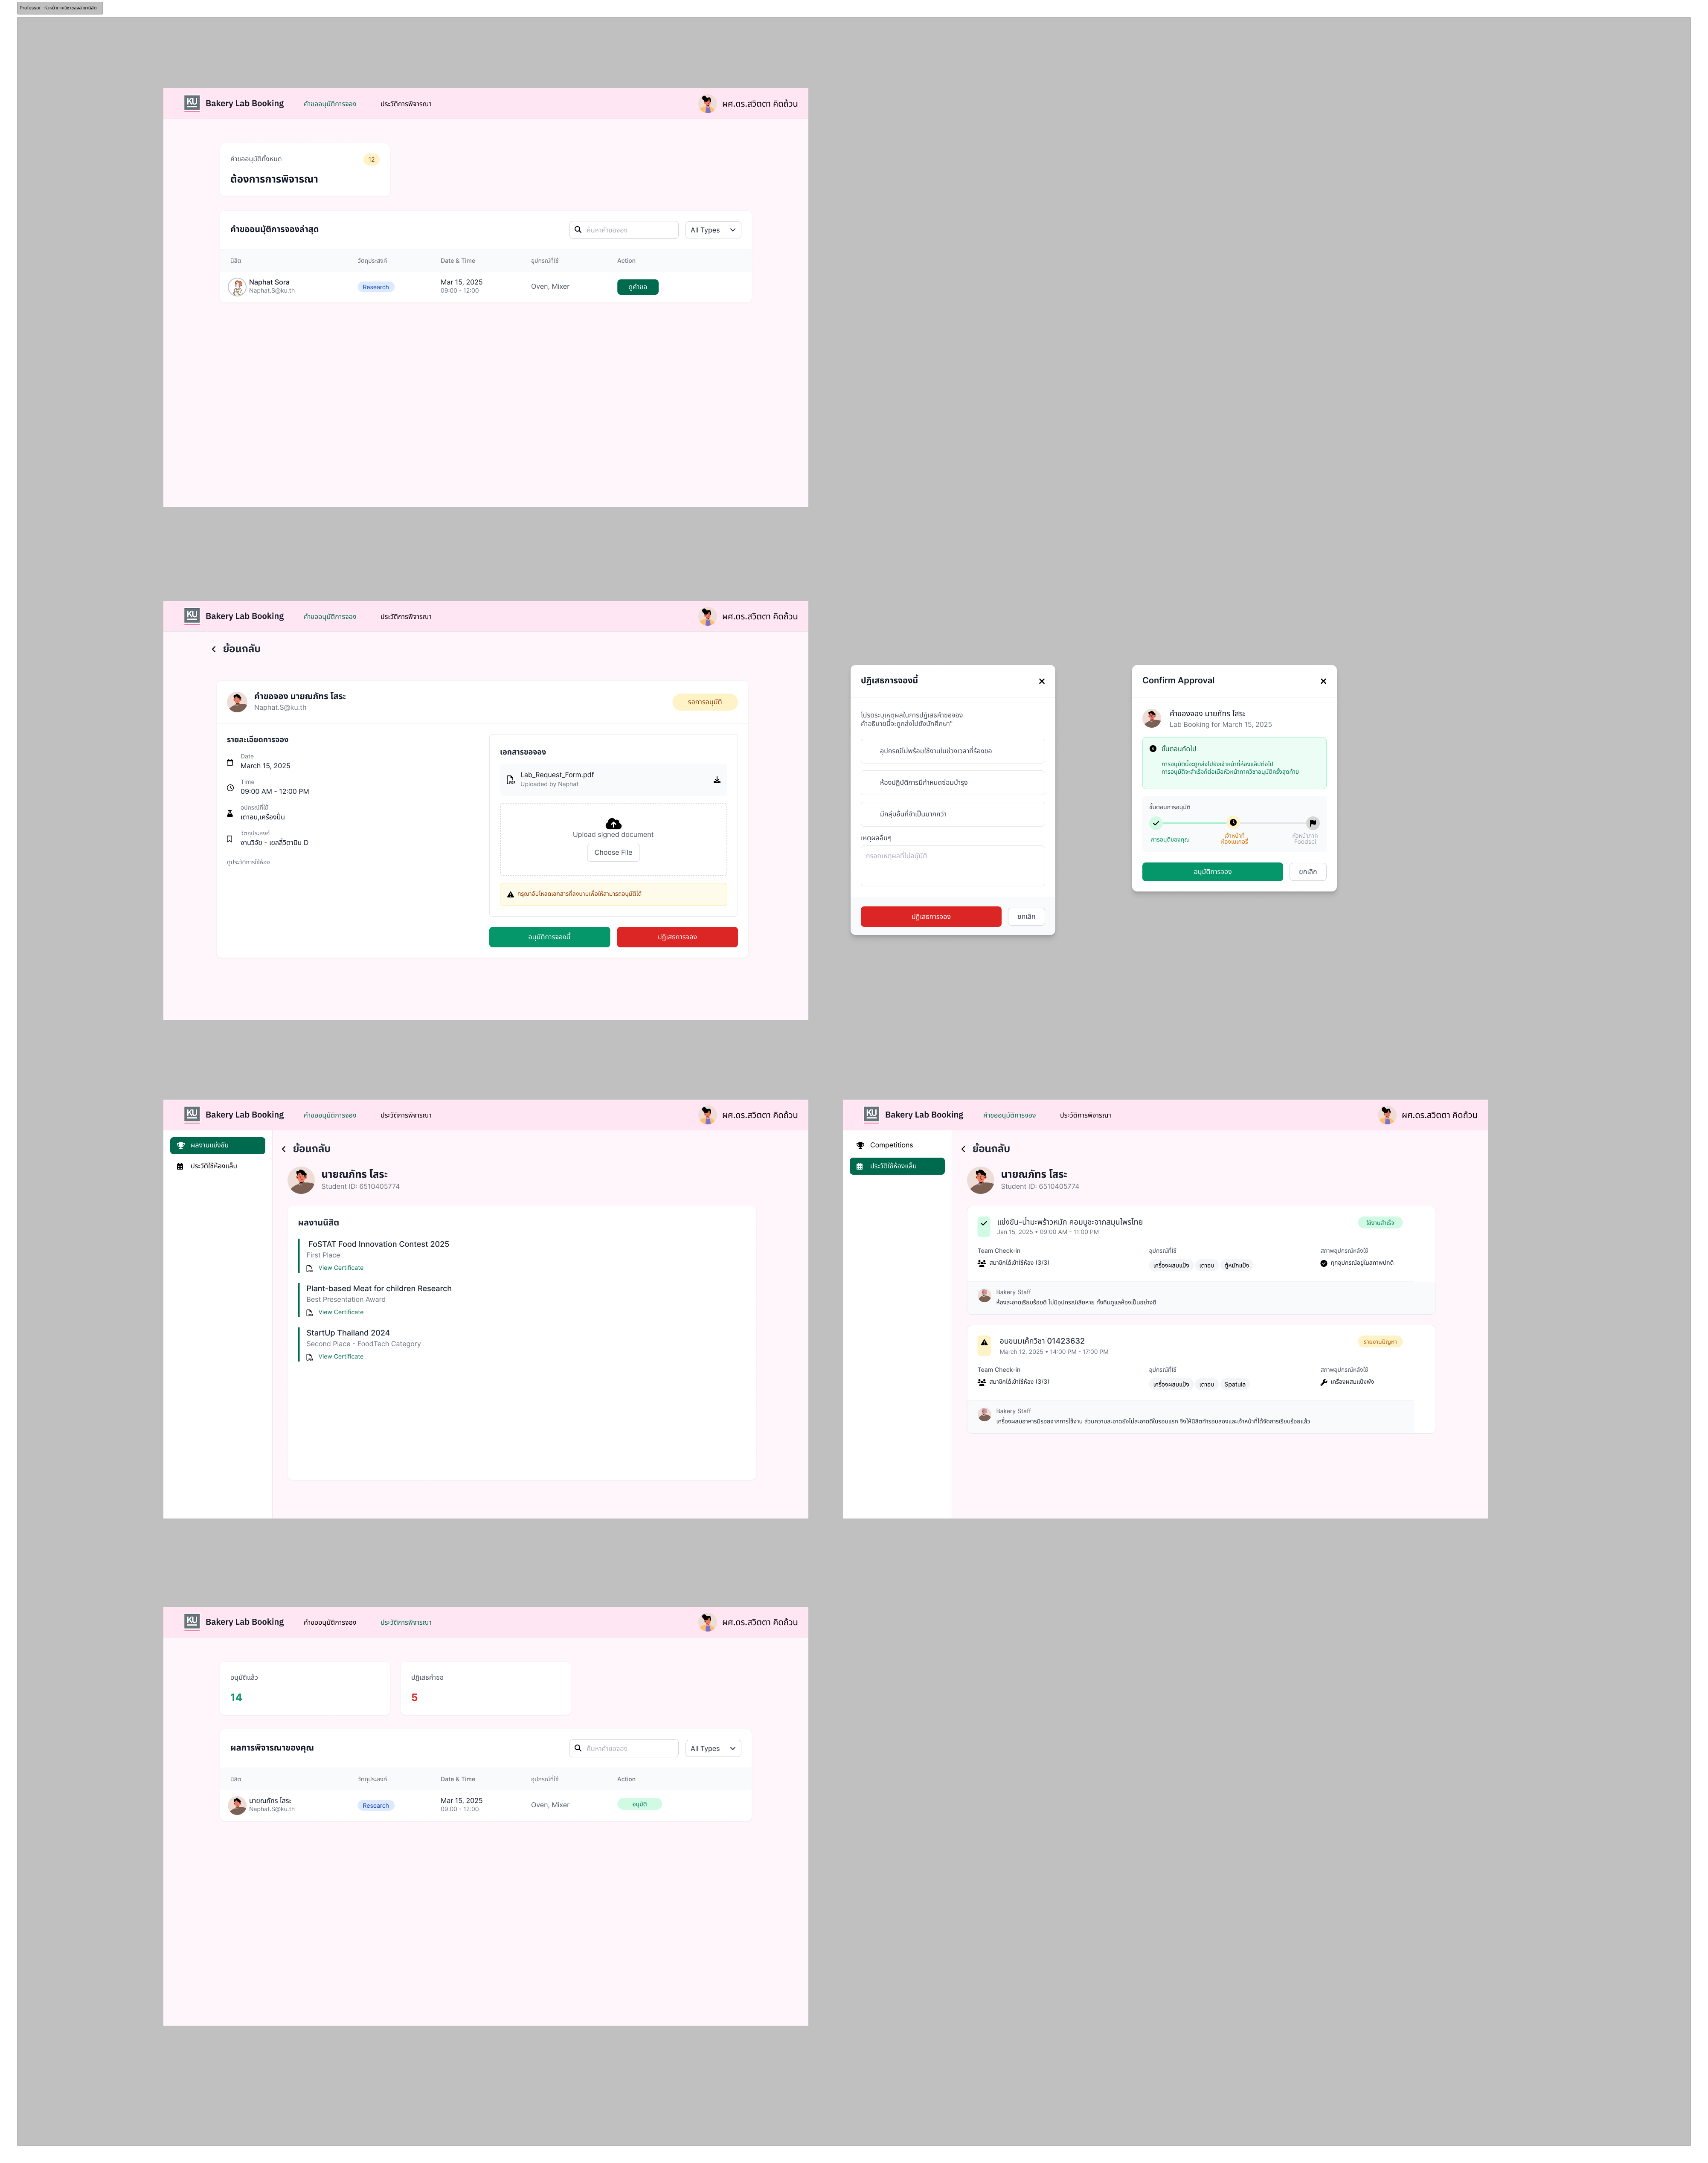 Professor -หัวหน้าภาควิชาของสาขานิสิต
KU Bakery Lab Booking คำขออนุมัติการจอง ประวัติการพิจารณา ผศ.ดร.สวิตตา คิดถ้วน
คำขออนุมัติทั้งหมด 12
ต้องการการพิจารณา
คำขออนุมัติการจองล่าสุด ค้นหาคำขอจอง All Types
นิสิต วัตถุประสงค์ Date & Time อุปกรณ์ที่ใช้ Action
Naphat Sora Research Mar 15, 2025 Oven, Mixer ดูคำขอ
Naphat.S@ku.th 09:00 - 12:00
KU Bakery Lab Booking คำขออนุมัติการจอง ประวัติการพิจารณา ผศ.ดร.สวิตตา คิดถ้วน
ย้อนกลับ
คำขอจอง นายณภัทร โสระ รอการอนุมัติ
Naphat.S@ku.th
รายละเอียดการจอง
Date
March 15, 2025
Time
09:00 AM - 12:00 PM
อุปกรณ์ที่ใช้
เตาอบ,เครื่องปั่น
วัตถุประสงค์
งานวิจัย - เยลลี่วิตามิน D
ดูประวัติการใช้ห้อง
เอกสารขอจอง
Lab_Request_Form.pdf
Uploaded by Naphat
Upload signed document
Choose File
กรุณาอัปโหลดเอกสารที่ลงนามเพื่อให้สามารถอนุมัติได้
อนุมัติการจองนี้ ปฏิเสธการจอง
ปฏิเสธการจองนี้
โปรดระบุเหตุผลในการปฏิเสธคำขอจอง
คำอธิบายนี้จะถูกส่งไปยังนักศึกษา"
อุปกรณ์ไม่พร้อมใช้งานในช่วงเวลาที่ร้องขอ
ห้องปฏิบัติการมีกำหนดซ่อมบำรุง
มีกลุ่มอื่นที่จำเป็นมากกว่า
เหตุผลอื่นๆ
กรอกเหตุผลที่ไม่อนุมัติ
ปฏิเสธการจอง ยกเลิก
Confirm Approval
คำของจอง นายณภัทร โสระ
Lab Booking for March 15, 2025
ขั้นตอนถัดไป
การอนุมัตินี้จะถูกส่งไปยังเจ้าหน้าที่ห้องแล็ปต่อไป
การอนุมัติจะสำเร็จก็ต่อเมื่อหัวหน้าภาควิชาอนุมัติครั้งสุดท้าย
ขั้นตอนการอนุมัติ
การอนุติของคุณ เจ้าหน้าที่ หัวหน้าภาค
ห้องเบเกอรี่ Foodsci
อนุมัติการจอง ยกเลิก
KU Bakery Lab Booking คำขออนุมัติการจอง ประวัติการพิจารณา ผศ.ดร.สวิตตา คิดถ้วน
ผลงานแข่งขัน
ประวัติใช้ห้องแล็บ
ย้อนกลับ
นายณภัทร โสระ
Student ID: 6510405774
ผลงานนิสิต
FoSTAT Food Innovation Contest 2025
First Place
View Certificate
Plant-based Meat for children Research
Best Presentation Award
View Certificate
StartUp Thailand 2024
Second Place - FoodTech Category
View Certificate
KU Bakery Lab Booking คำขออนุมัติการจอง ประวัติการพิจารณา ผศ.ดร.สวิตตา คิดถ้วน
Competitions
ประวัติใช้ห้องแล็บ
ย้อนกลับ
นายณภัทร โสระ
Student ID: 6510405774
แข่งขัน-น้ำมะพร้าวหมัก คอมบูชะจากสมุนไพรไทย ใช้งานสำเร็จ
Jan 15, 2025 • 09:00 AM - 11:00 PM
Team Check-in อุปกรณ์ที่ใช้ สภาพอุปกรณ์หลังใช้
สมาชิกได้เข้าใช้ห้อง (3/3) เครื่องผสมแป้ง เตาอบ ตู้หมักแป้ง ทุกอุปกรณ์อยู่ในสภาพปกติ
Bakery Staff
ห้องสะอาดเรียบร้อยดี ไม่มีอุปกรณ์เสียหาย ทั้งทีมดูแลห้องเป็นอย่างดี
อบขนมเค้กวิชา 01423632 รายงานปัญหา
March 12, 2025 • 14:00 PM - 17:00 PM
Team Check-in อุปกรณ์ที่ใช้ สภาพอุปกรณ์หลังใช้
สมาชิกได้เข้าใช้ห้อง (3/3) เครื่องผสมแป้ง เตาอบ Spatula เครื่องผสมแป้งพัง
Bakery Staff
เครื่องผสมอาหารมีรอยจากการใช้งาน ส่วนความสะอาดยังไม่สะอาดดีในรอบแรก จึงให้นิสิตทำรอบสองและเจ้าหน้าที่ได้จัดการเรียบร้อยแล้ว
KU Bakery Lab Booking คำขออนุมัติการจอง ประวัติการพิจารณา ผศ.ดร.สวิตตา คิดถ้วน
อนุมัติแล้ว ปฏิเสธคำขอ
14 5
ผลการพิจารณาของคุณ ค้นหาคำขอจอง All Types
นิสิต วัตถุประสงค์ Date & Time อุปกรณ์ที่ใช้ Action
นายณภัทร โสระ Research Mar 15, 2025 Oven, Mixer อนุมัติ
Naphat.S@ku.th 09:00 - 12:00